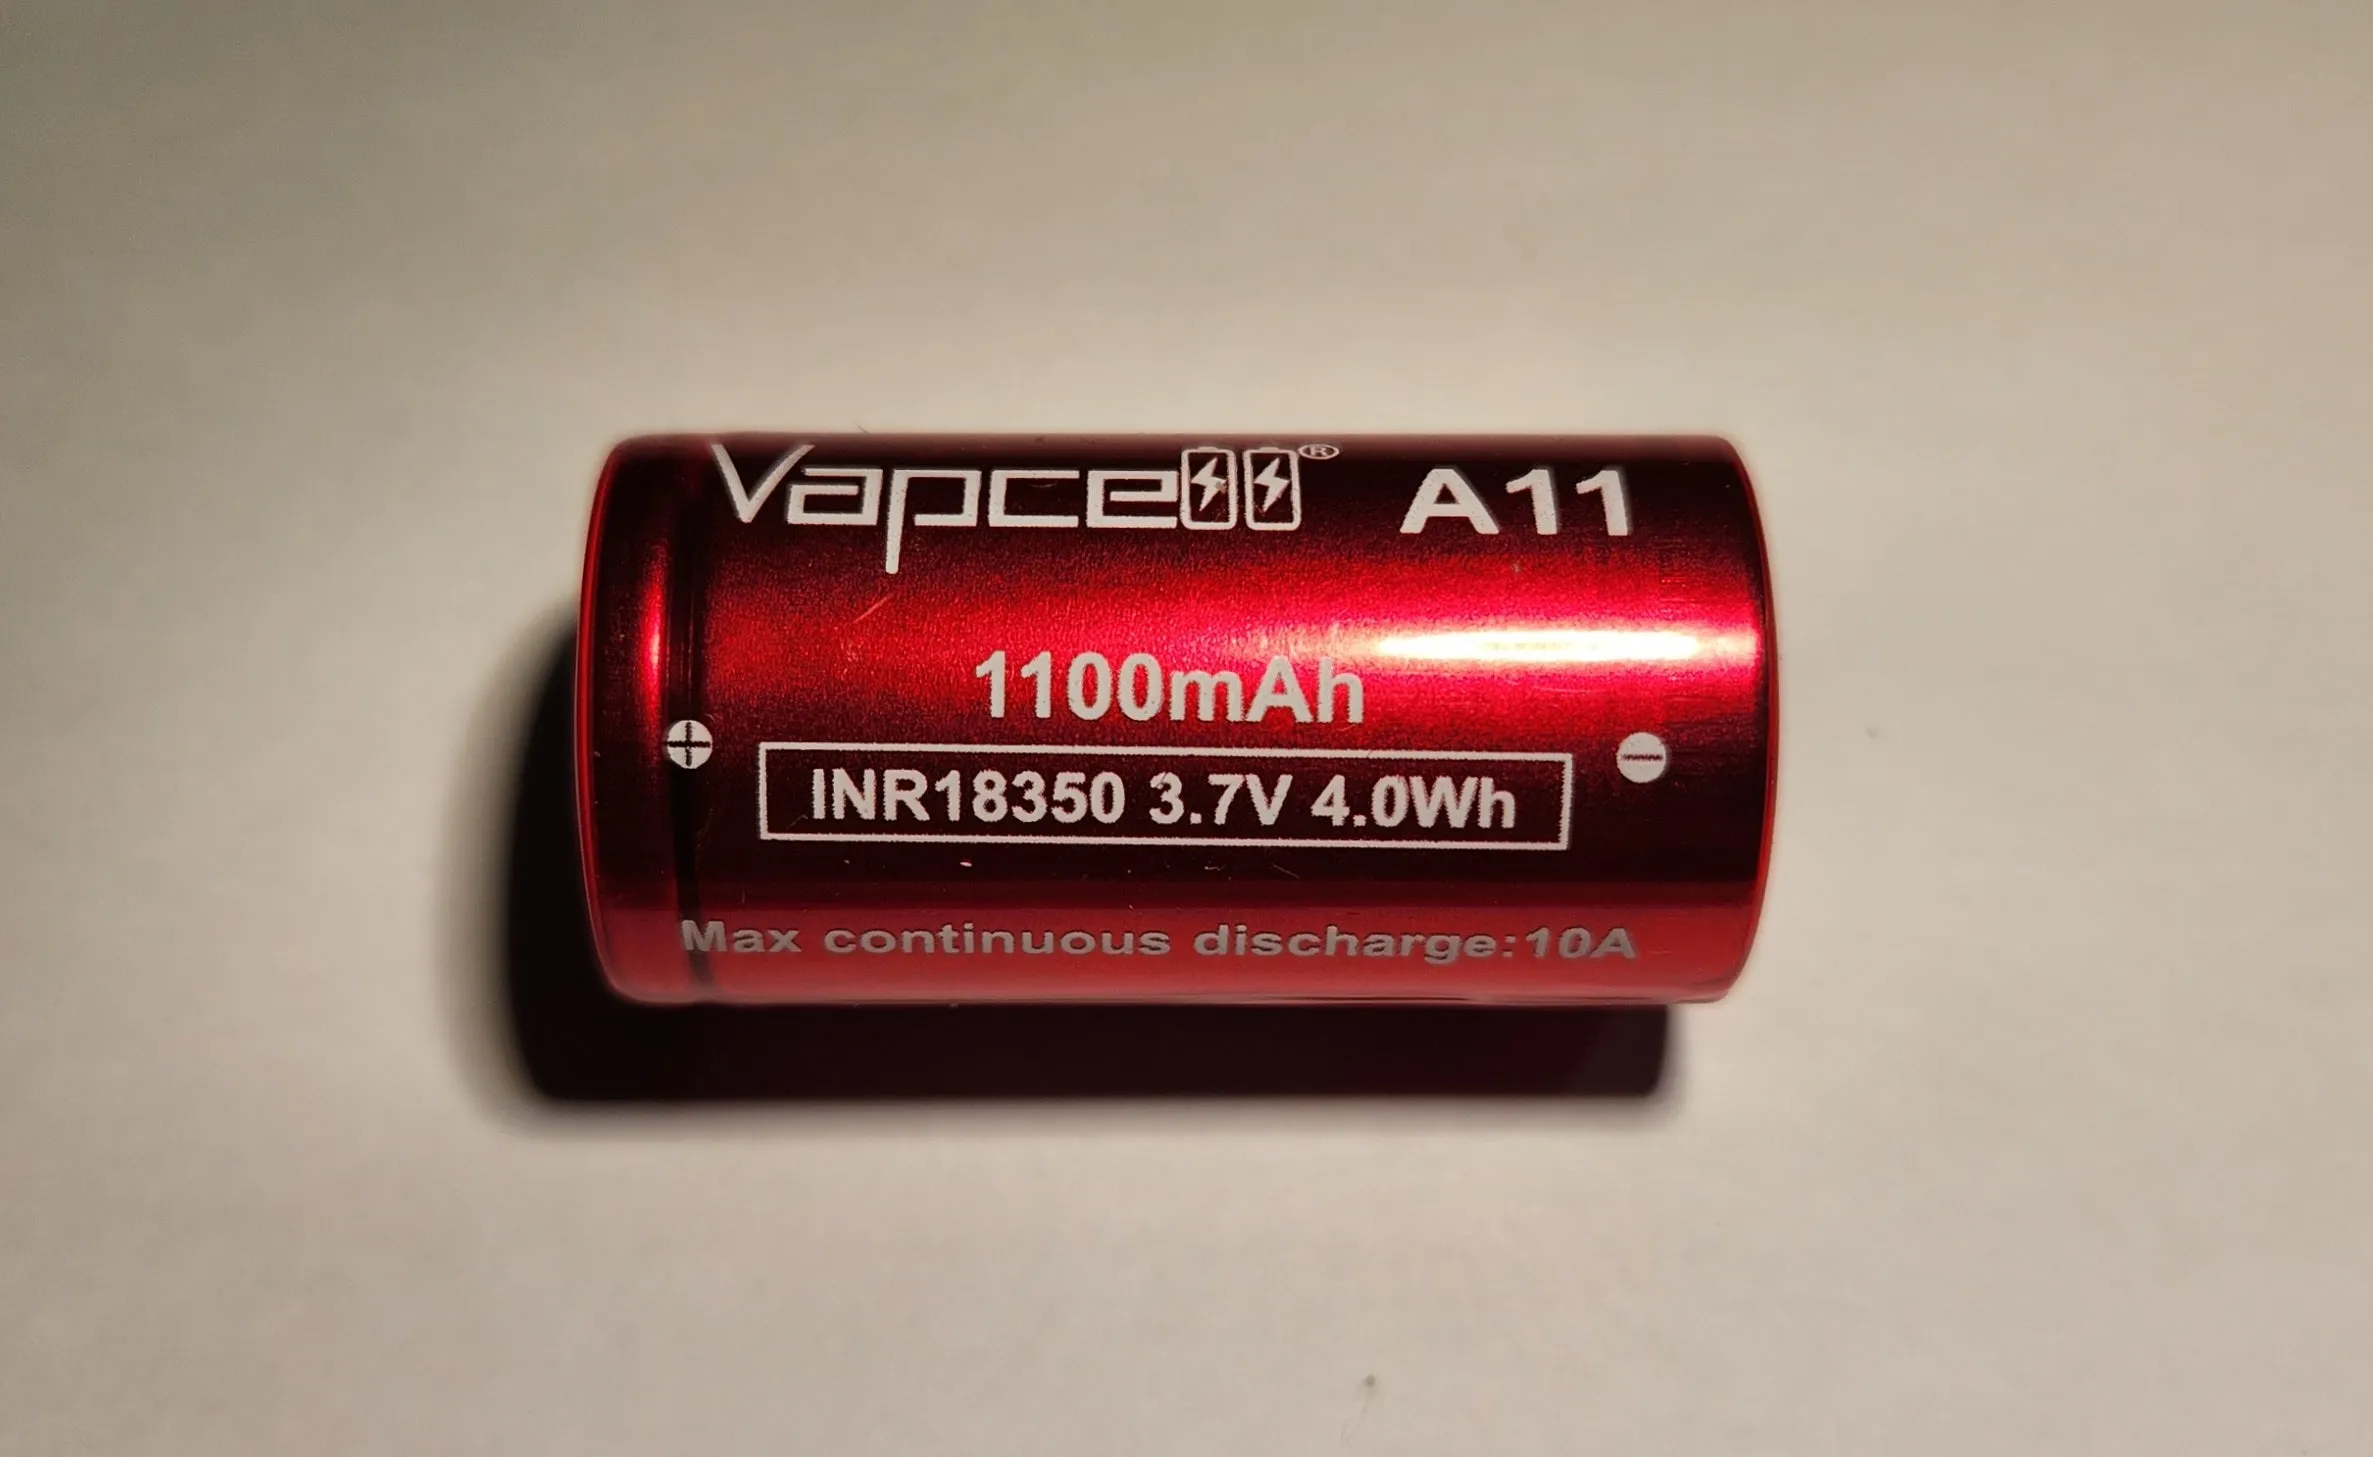 Vapcell® A11
1100mAh
+ −
INR18350 3.7V 4.0Wh
Max continuous discharge:10A